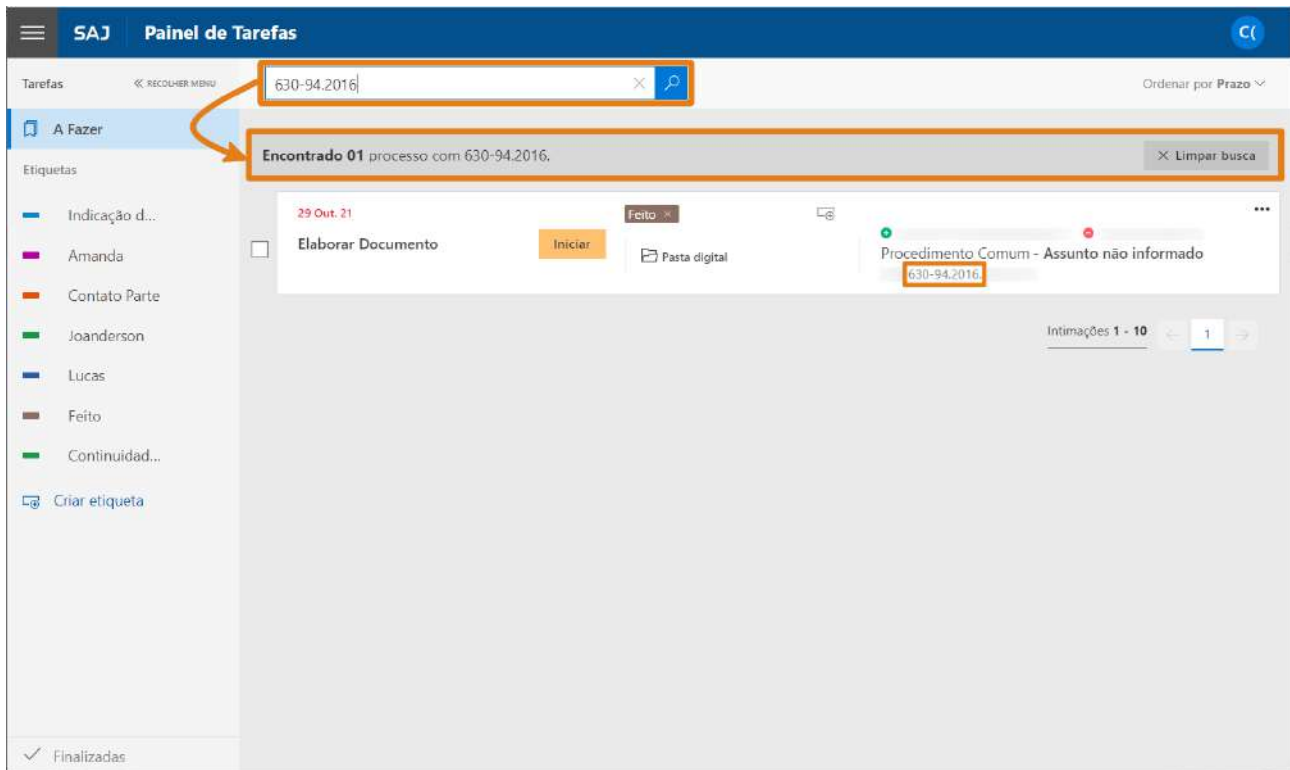 SAJ Painel de Tarefas C(
Tarefas RECOLHER MENU 630-94.2016 Ordenar por Prazo
A Fazer
Encontrado 01 processo com 630-94.2016. Limpar busca
Etiquetas
Indicação d...
Amanda
Contato Parte
Joanderson
Lucas
Feito
Continuidad...
Criar etiqueta
29 Out. 21 Feito ×
Elaborar Documento Iniciar Pasta digital
Procedimento Comum - Assunto não informado
630-94.2016.
Intimações 1 - 10 1
Finalizadas